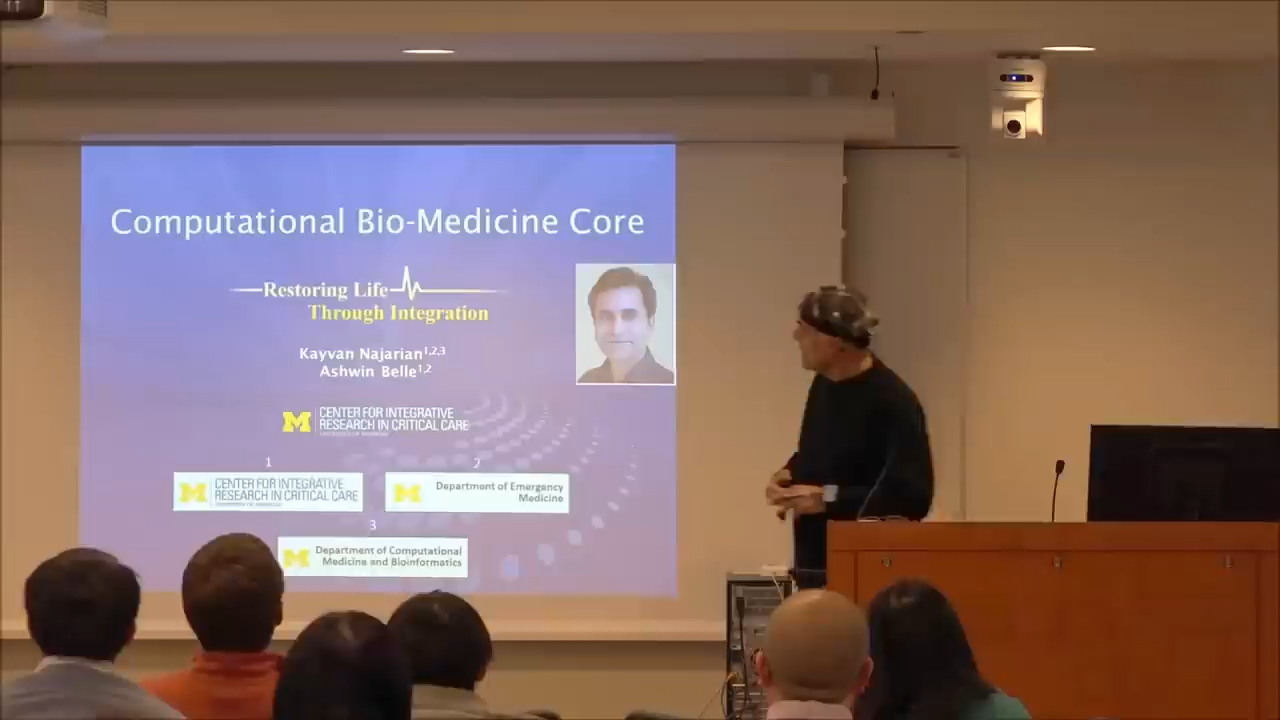 Computational Bio-Medicine Core
Restoring Life
Through Integration
Kayvan Najarian1,2,3
Ashwin Belle1,2
M CENTER FOR INTEGRATIVE
RESEARCH IN CRITICAL CARE
1
2
M CENTER FOR INTEGRATIVE
RESEARCH IN CRITICAL CARE
M Department of Emergency
Medicine
3
M Department of Computational
Medicine and Bioinformatics